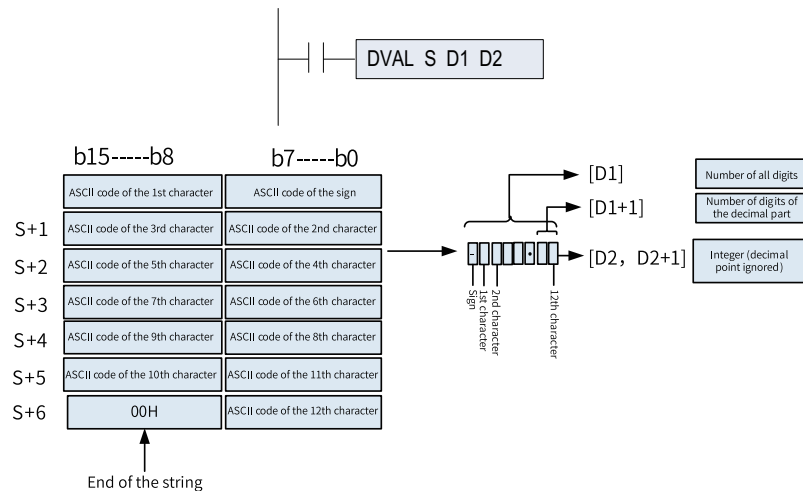 DVAL S D1 D2
b15-----b8
b7-----b0
ASCII code of the 1st character
ASCII code of the sign
S+1
ASCII code of the 3rd character
ASCII code of the 2nd character
S+2
ASCII code of the 5th character
ASCII code of the 4th character
S+3
ASCII code of the 7th character
ASCII code of the 6th character
S+4
ASCII code of the 9th character
ASCII code of the 8th character
S+5
ASCII code of the 10th character
ASCII code of the 11th character
S+6
00H
ASCII code of the 12th character
End of the string
[D1]
Number of all digits
[D1+1]
Number of digits of
the decimal part
-
.
[D2, D2+1]
Integer (decimal
point ignored)
Sign
1st character
2nd character
12th character